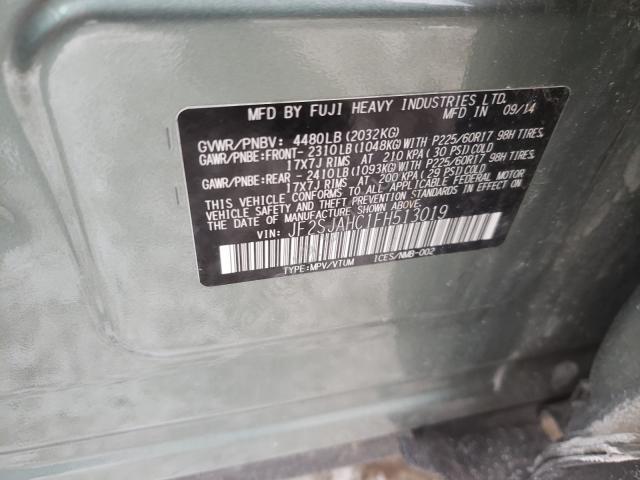 MFD BY FUJI HEAVY INDUSTRIES LTD.
MFD IN 09/14
GVWR/PNBV: 4480LB(2032KG)
GAWR/PNBE:FRONT- 2310LB(1048KG)WITH P225/60R17 98H TIRES,
17X7J RIMS AT 210 KPA(30 PSI)COLD
GAWR/PNBE:REAR - 2410LB(1093KG)WITH P225/60R17 98H TIRES,
17X7J RIMS AT 200 KPA(29 PSI)COLD
THIS VEHICLE CONFORMS TO ALL APPLICABLE FEDERAL MOTOR
VEHICLE SAFETY AND THEFT PREVENTION STANDARDS IN EFFECT ON
THE DATE OF MANUFACTURE SHOWN ABOVE.
VIN: JF2SJAHC1FH513019
TYPE:MPV/VTUM ICES/NMB-002